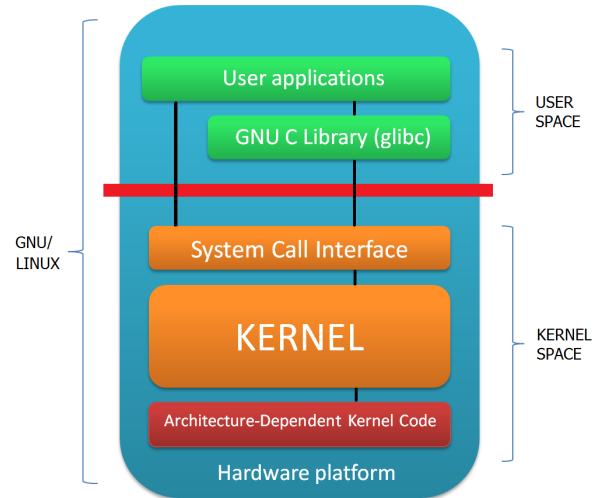 User applications
USER
SPACE
GNU C Library (glibc)
GNU/
LINUX
System Call Interface
KERNEL
KERNEL
SPACE
Architecture-Dependent Kernel Code
Hardware platform